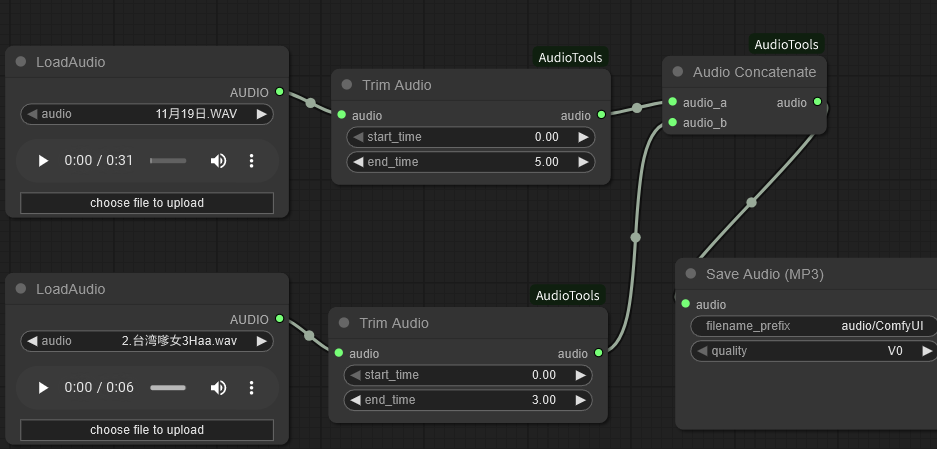 LoadAudio
AUDIO
audio 11月19日.WAV
0:00 / 0:31
choose file to upload
AudioTools
Trim Audio
audio audio
start_time 0.00
end_time 5.00
AudioTools
Audio Concatenate
audio_a audio
audio_b
LoadAudio
AUDIO
audio 2.台湾嗲女3Haa.wav
0:00 / 0:06
choose file to upload
AudioTools
Trim Audio
audio audio
start_time 0.00
end_time 3.00
Save Audio (MP3)
audio
filename_prefix audio/ComfyUI
quality V0